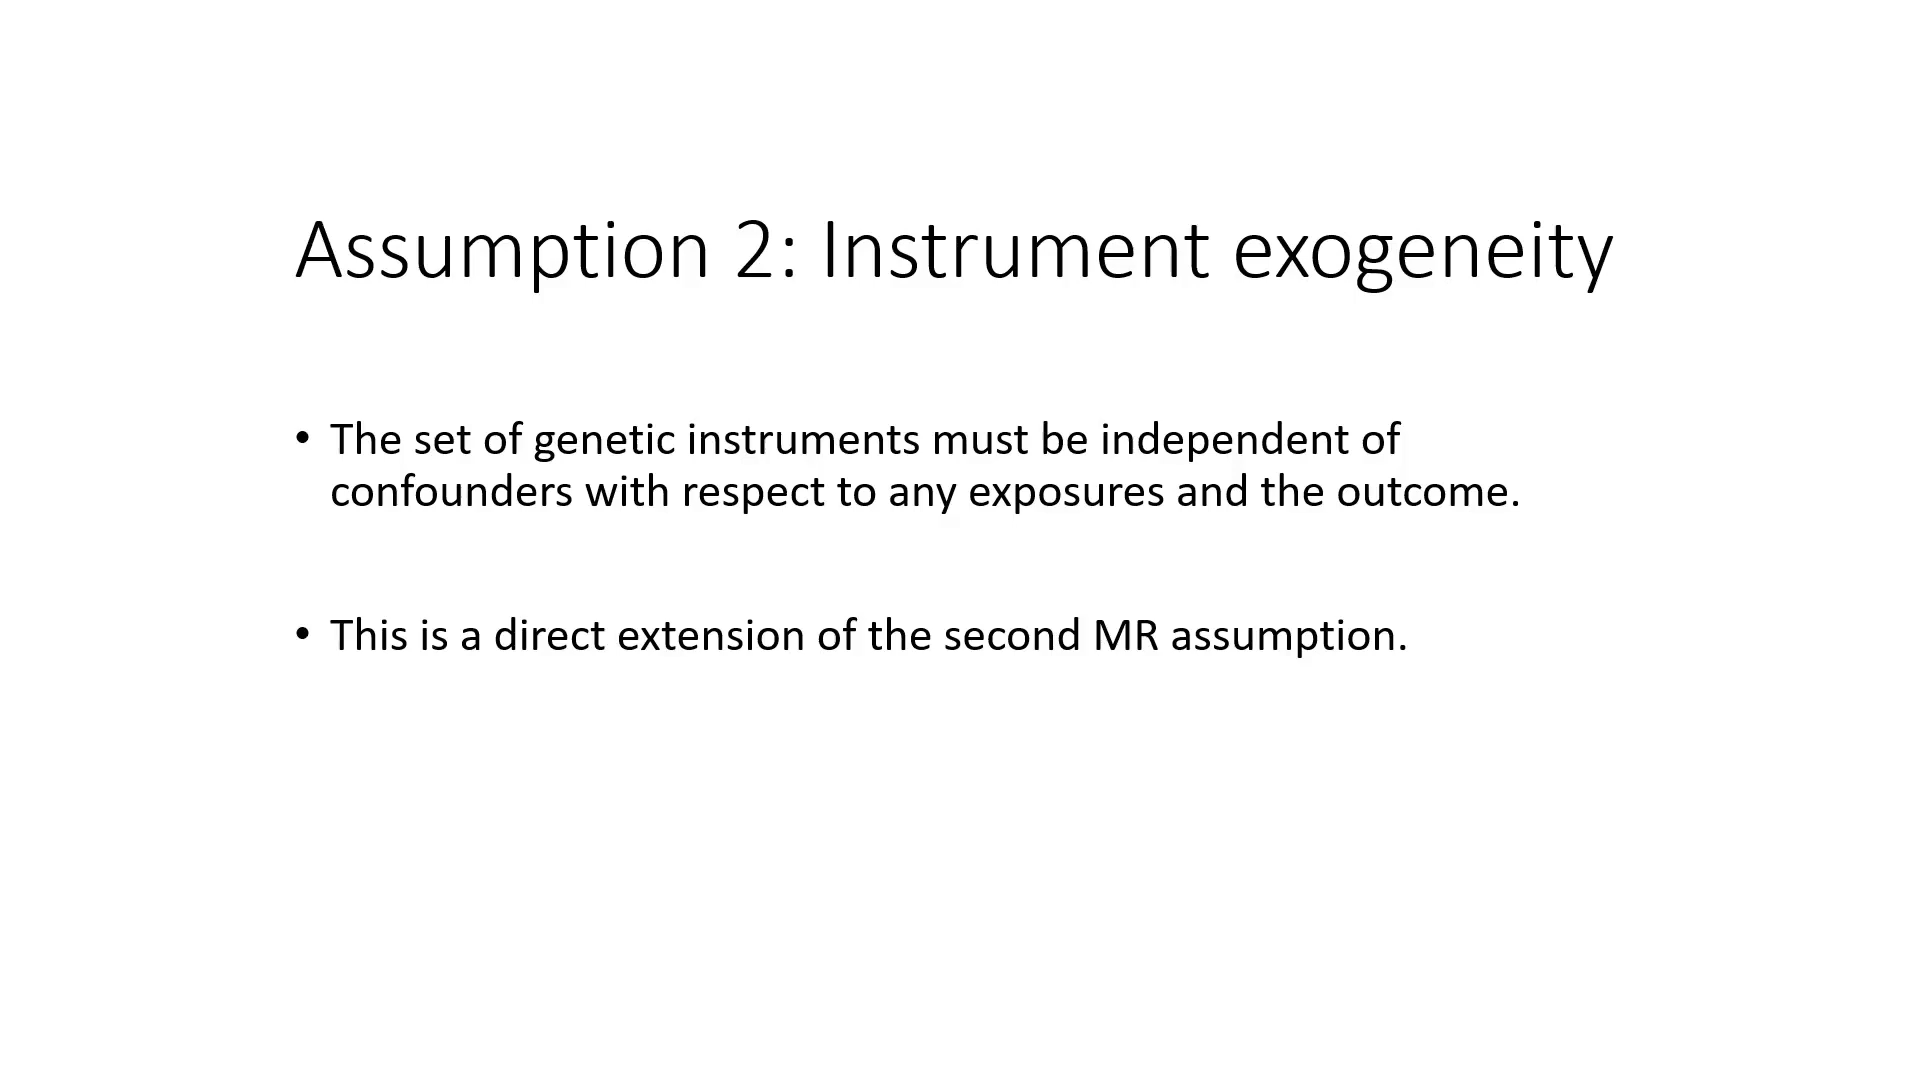 Assumption 2: Instrument exogeneity
• The set of genetic instruments must be independent of
confounders with respect to any exposures and the outcome.
• This is a direct extension of the second MR assumption.